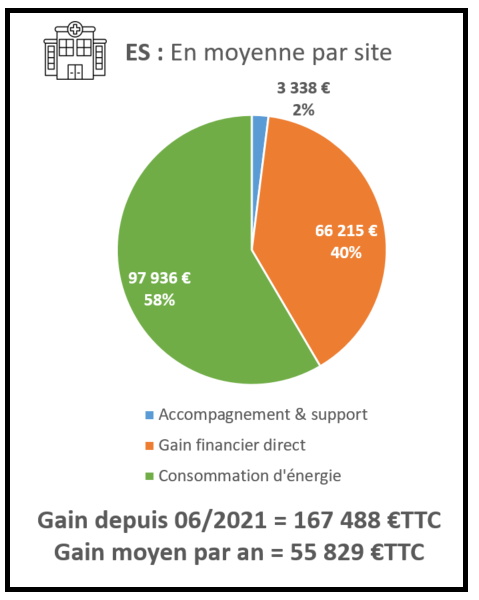 ES : En moyenne par site
3 338 €
2%
66 215 €
40%
97 936 €
58%
Accompagnement & support
Gain financier direct
Consommation d'énergie
Gain depuis 06/2021 = 167 488 €TTC
Gain moyen par an = 55 829 €TTC